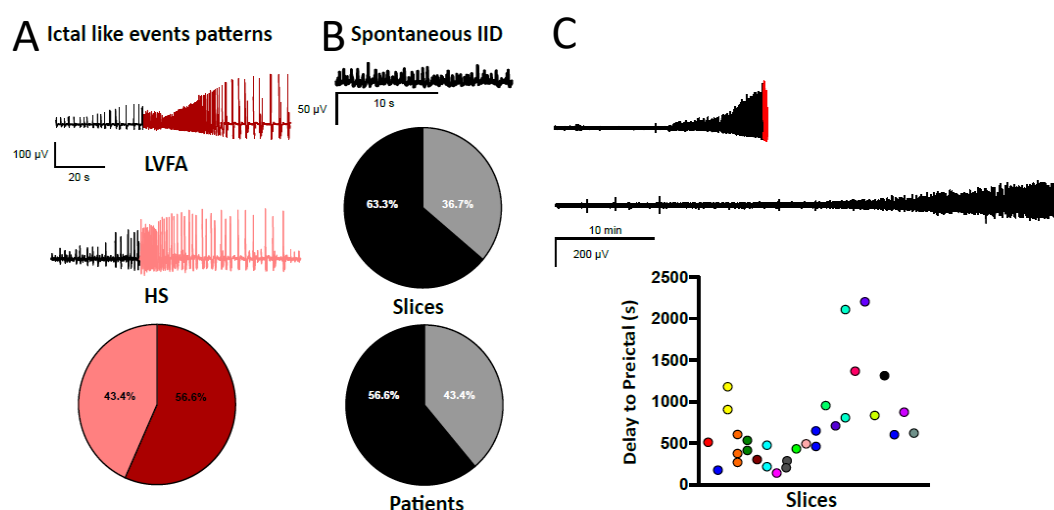 A Ictal like events patterns
100 µV
20 s
LVFA
HS
43.4%
56.6%
B Spontaneous IID
50 µV
10 s
63.3%
36.7%
Slices
56.6%
43.4%
Patients
C
10 min
200 µV
Delay to Preictal (s)
2500
2000
1500
1000
500
0
Slices